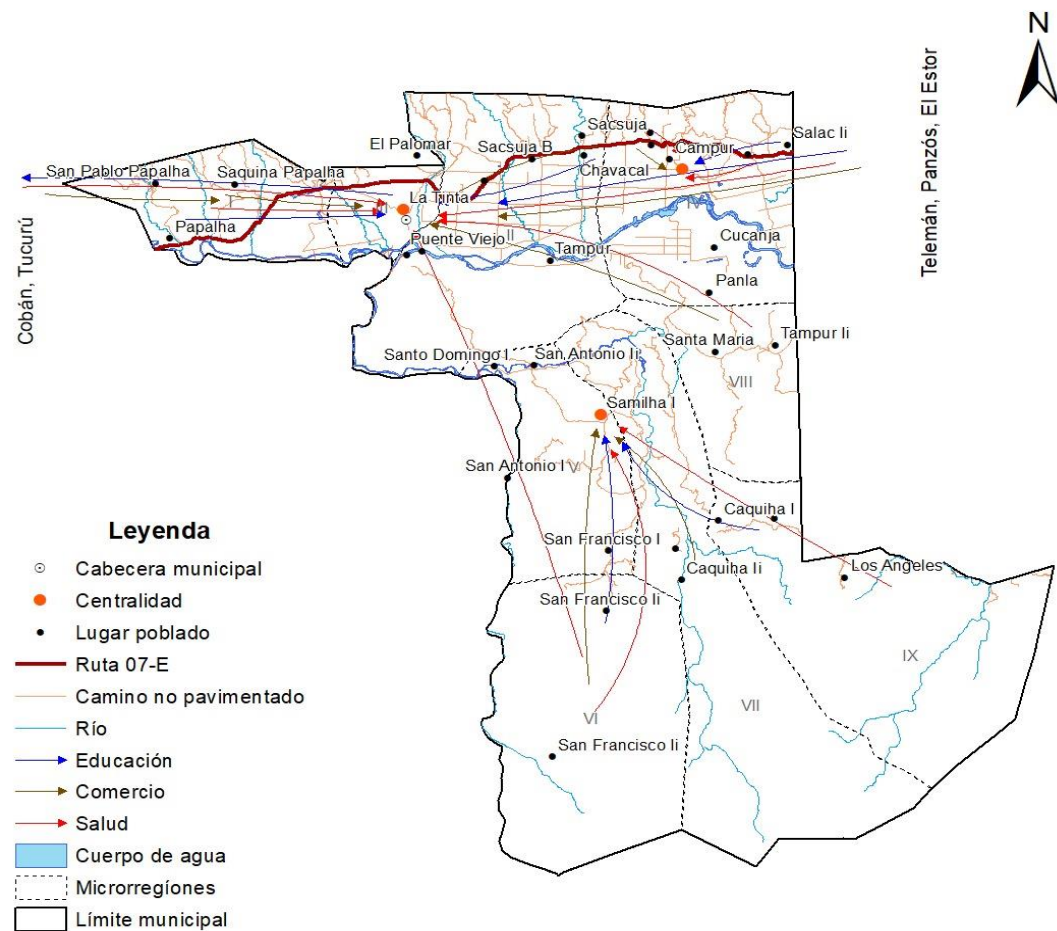 N
Telemán, Panzós, El Estor
Cobán, Tucurú
Sacsuja
El Palomar
Sacsuja B
Campur
Salac Ii
San Pablo Papalha
Saquina Papalha
Chavacal
I
La Tinta
IV
Papalha
Puente Viejo
II
Tampur
Cucanja
Panla
Santo Domingo I
San Antonio Ii
Santa Maria
Tampur Ii
VIII
Samilha I
San Antonio I
V
Caquiha I
San Francisco I
Caquiha Ii
Los Angeles
San Francisco Ii
IX
VI
VII
San Francisco Ii
Leyenda
Cabecera municipal
Centralidad
Lugar poblado
Ruta 07-E
Camino no pavimentado
Río
Educación
Comercio
Salud
Cuerpo de agua
Microrregíones
Límite municipal